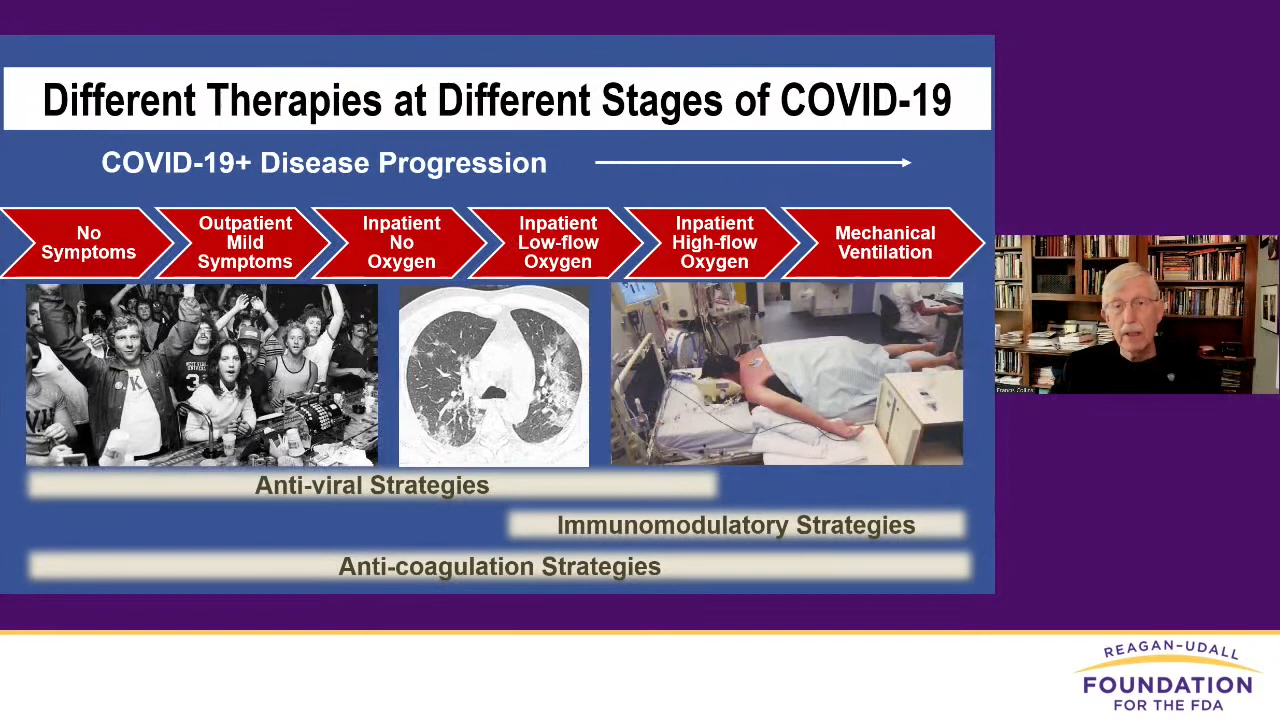 Different Therapies at Different Stages of COVID-19
COVID-19+ Disease Progression
No
Symptoms
Outpatient
Mild
Symptoms
Inpatient
No
Oxygen
Inpatient
Low-flow
Oxygen
Inpatient
High-flow
Oxygen
Mechanical
Ventilation
Francis Collins
Anti-viral Strategies
Immunomodulatory Strategies
Anti-coagulation Strategies
REAGAN-UDALL
FOUNDATION
FOR THE FDA